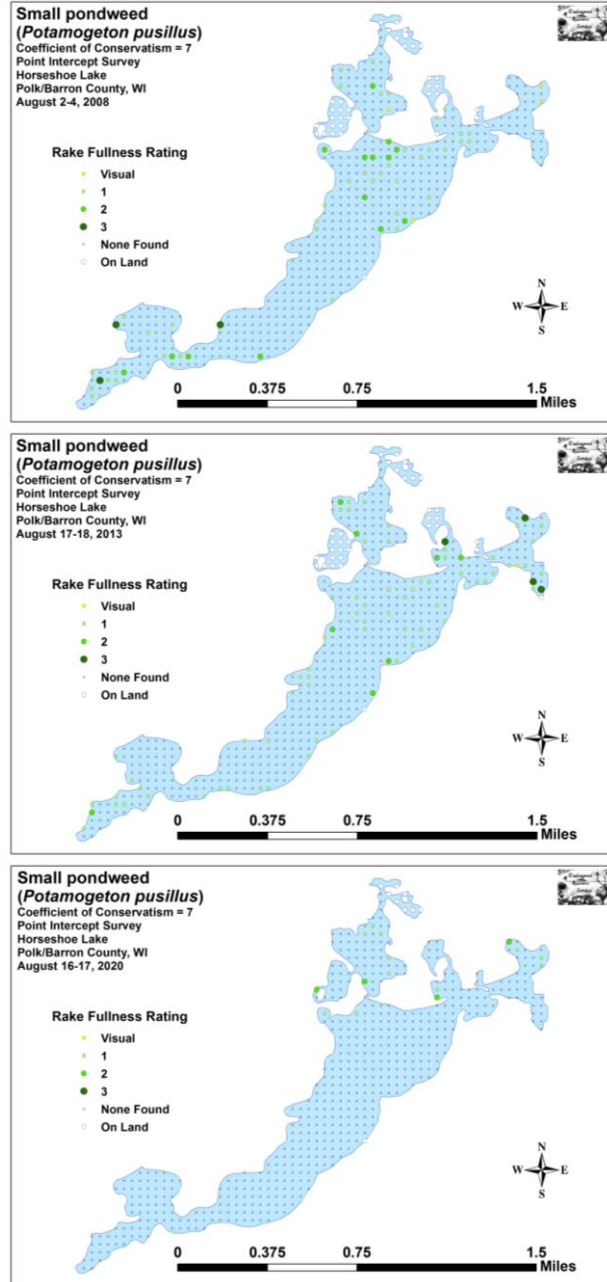 Small pondweed
(Potamogeton pusillus)
Coefficient of Conservatism = 7
Point Intercept Survey
Horseshoe Lake
Polk/Barron County, WI
August 2-4, 2008
Rake Fullness Rating
Visual
1
2
3
None Found
On Land
N
W E
S
0 0.375 0.75 1.5
Miles
Small pondweed
(Potamogeton pusillus)
Coefficient of Conservatism = 7
Point Intercept Survey
Horseshoe Lake
Polk/Barron County, WI
August 17-18, 2013
Rake Fullness Rating
Visual
1
2
3
None Found
On Land
N
W E
S
0 0.375 0.75 1.5
Miles
Small pondweed
(Potamogeton pusillus)
Coefficient of Conservatism = 7
Point Intercept Survey
Horseshoe Lake
Polk/Barron County, WI
August 16-17, 2020
Rake Fullness Rating
Visual
1
2
3
None Found
On Land
N
W E
S
0 0.375 0.75 1.5
Miles